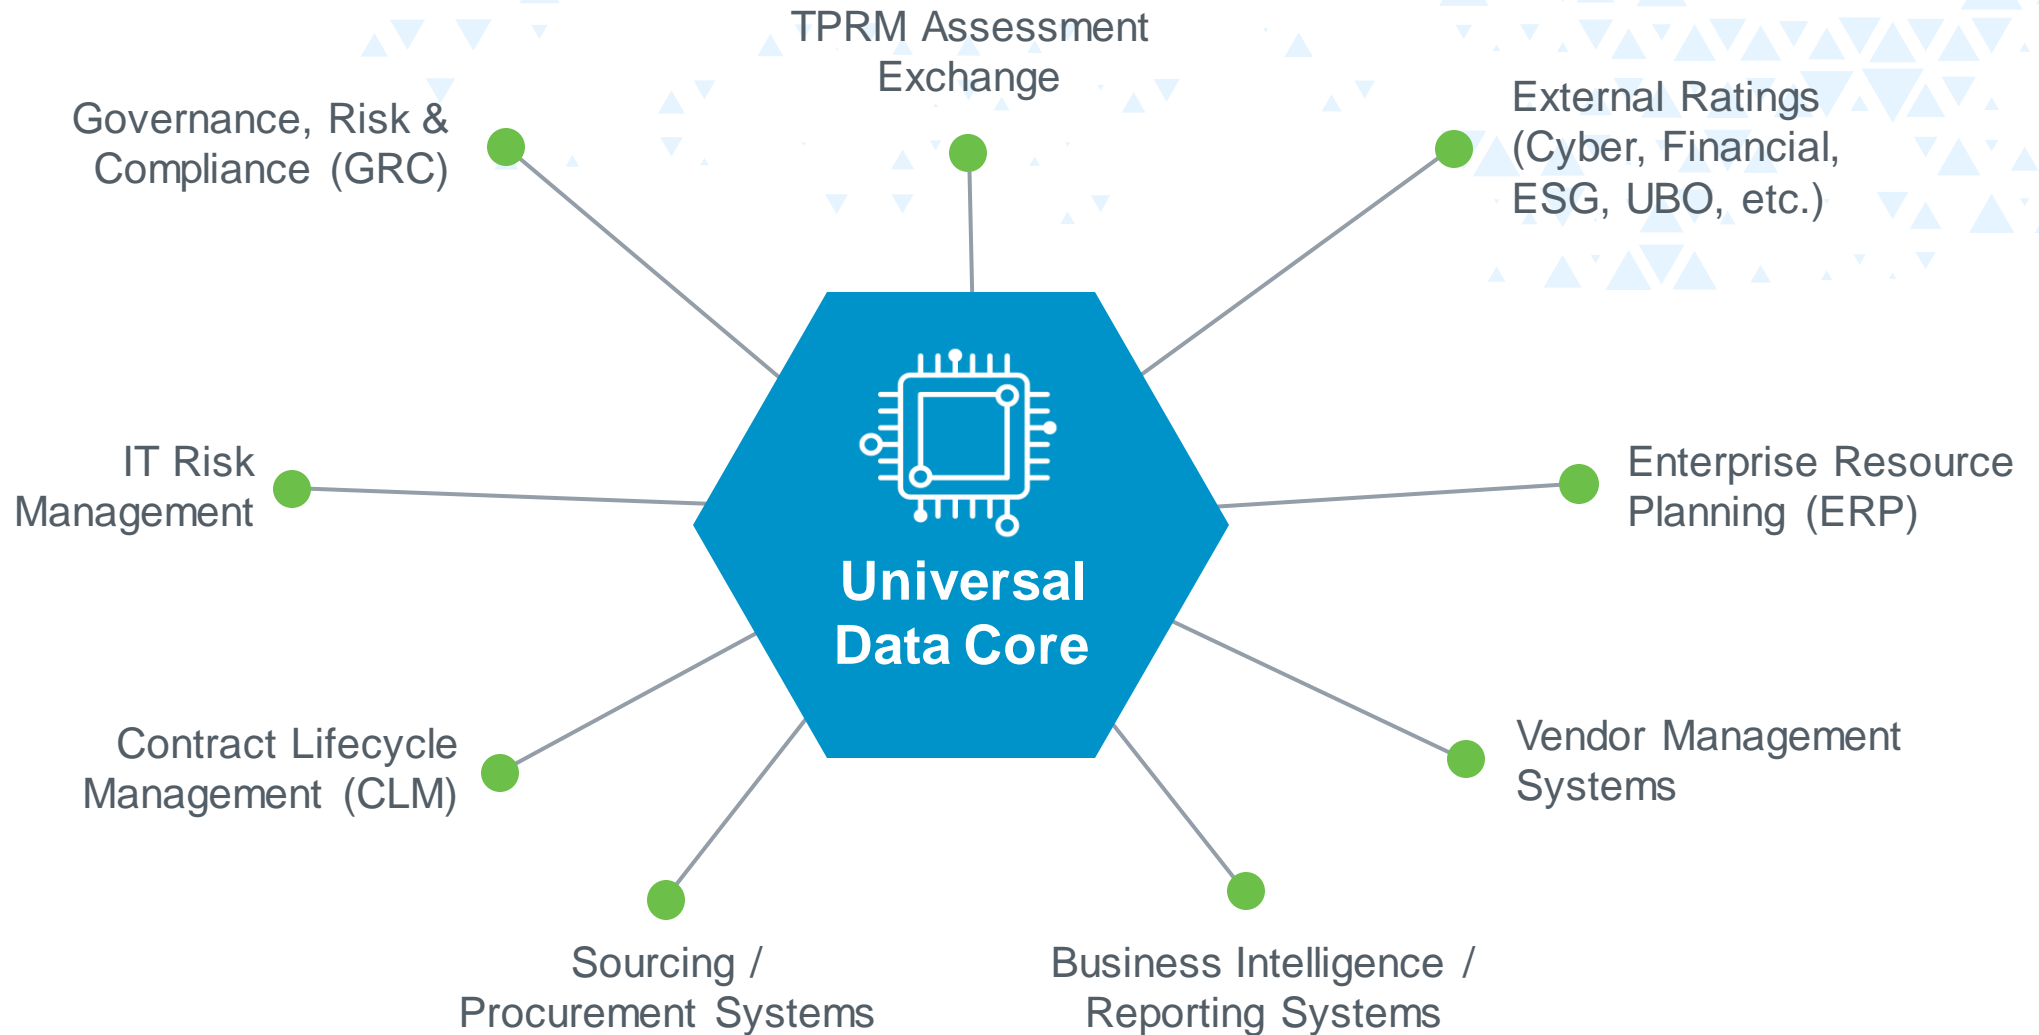 TPRM Assessment
Exchange
Governance, Risk &
Compliance (GRC)
External Ratings
(Cyber, Financial,
ESG, UBO, etc.)
IT Risk
Management
Enterprise Resource
Planning (ERP)
Universal
Data Core
Contract Lifecycle
Management (CLM)
Vendor Management
Systems
Sourcing /
Procurement Systems
Business Intelligence /
Reporting Systems